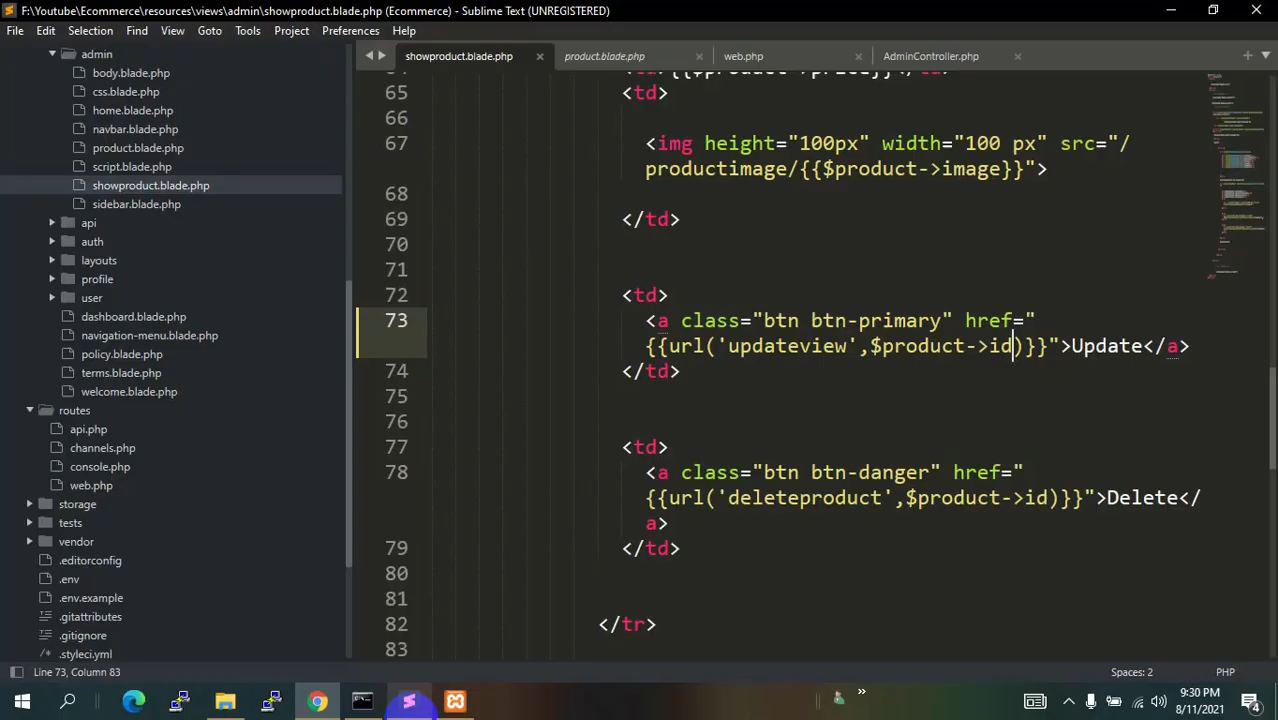 F:\Youtube\Ecommerce\resources\views\admin\showproduct.blade.php (Ecommerce) - Sublime Text (UNREGISTERED)
File Edit Selection Find View Goto Tools Project Preferences Help
admin
body.blade.php
css.blade.php
home.blade.php
navbar.blade.php
product.blade.php
script.blade.php
showproduct.blade.php
sidebar.blade.php
api
auth
layouts
profile
user
dashboard.blade.php
navigation-menu.blade.php
policy.blade.php
terms.blade.php
welcome.blade.php
routes
api.php
channels.php
console.php
web.php
storage
tests
vendor
.editorconfig
.env
.env.example
.gitattributes
.gitignore
.styleci.yml
showproduct.blade.php product.blade.php web.php AdminController.php
64 <td>{{$product->price}}</td>
65 <td>
66
67 <img height="100px" width="100 px" src="/
productimage/{{$product->image}}">
68
69 </td>
70
71
72 <td>
73 <a class="btn btn-primary" href="
{{url('updateview',$product->id)}}">Update</a>
74 </td>
75
76
77 <td>
78 <a class="btn btn-danger" href="
{{url('deleteproduct',$product->id)}}">Delete</
a>
79 </td>
80
81
82 </tr>
83
Line 73, Column 83 Spaces: 2 PHP
9:30 PM
8/11/2021
4